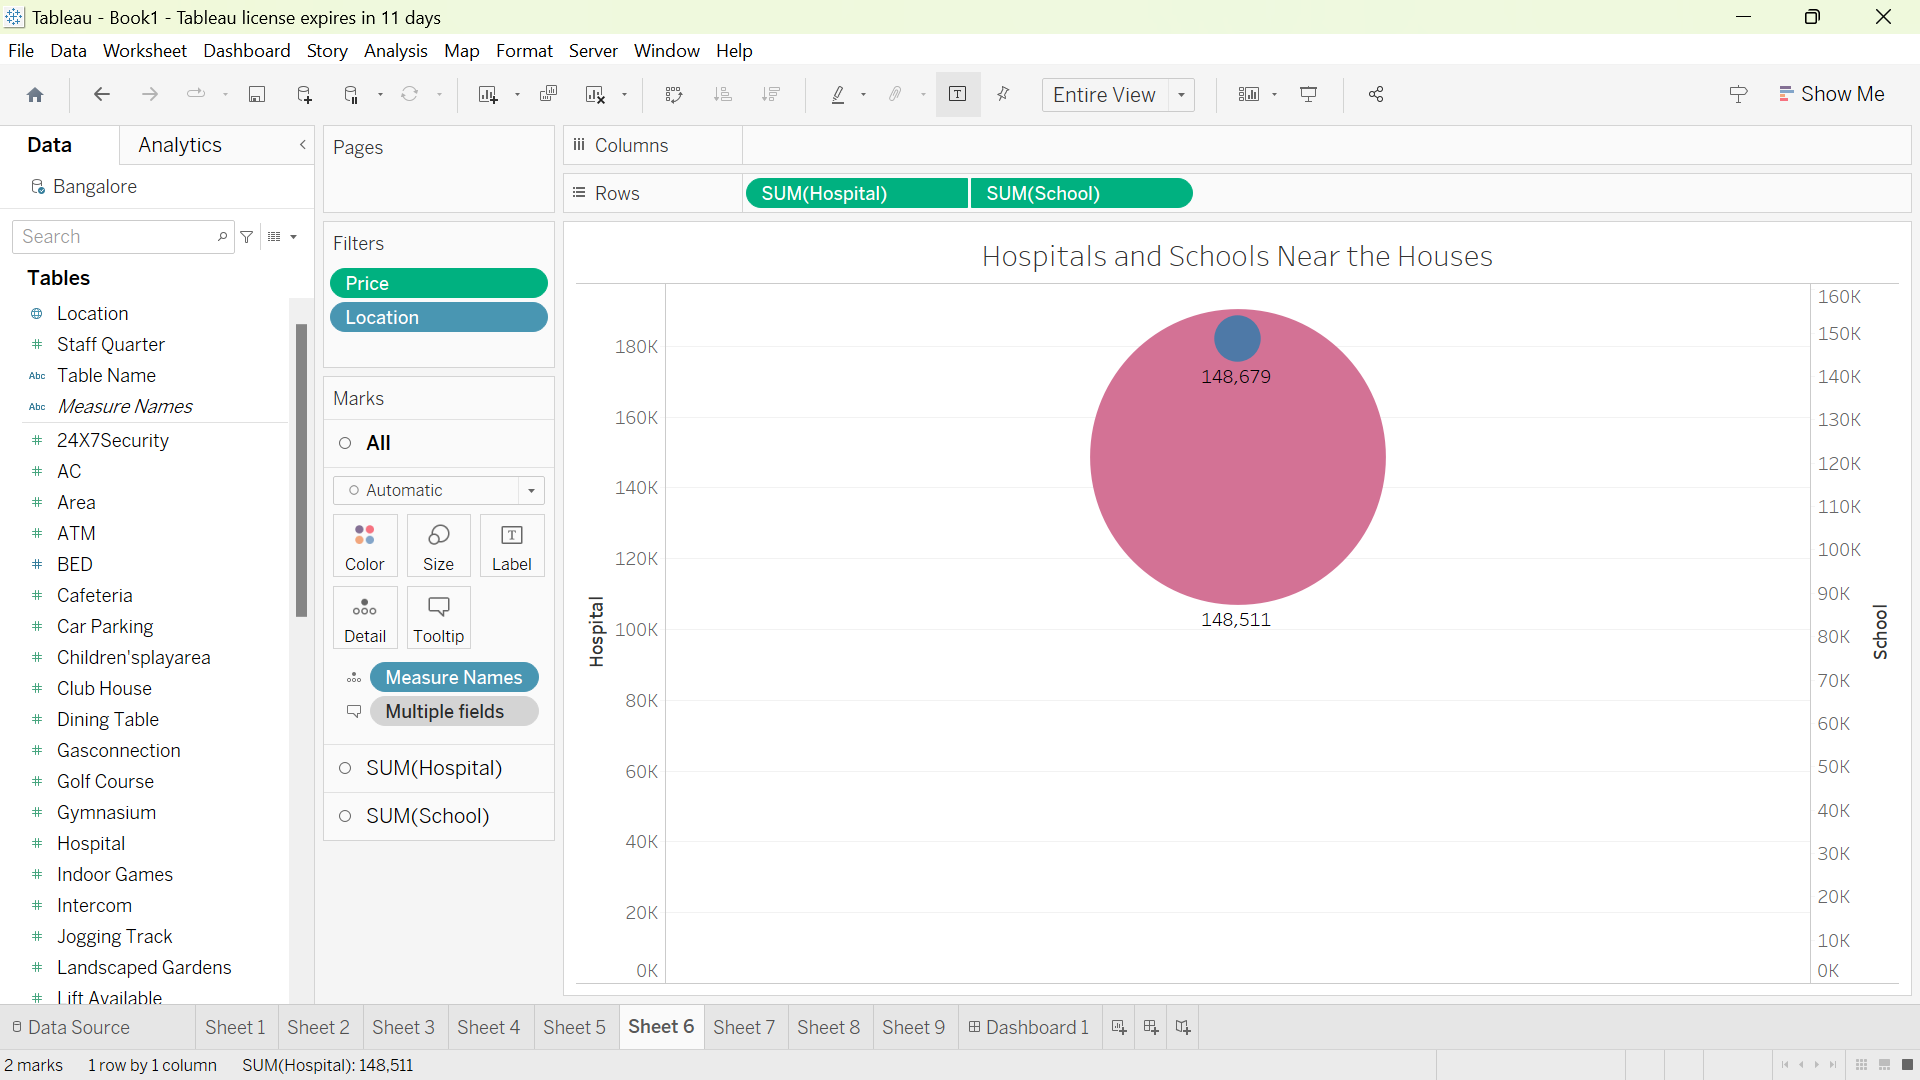 Tableau - Book1 - Tableau license expires in 11 days
File Data Worksheet Dashboard Story Analysis Map Format Server Window Help
Entire View
Show Me
Data
Analytics
Bangalore
Search
Tables
Location
Staff Quarter
Abc Table Name
Abc Measure Names
24X7Security
AC
Area
ATM
BED
Cafeteria
Car Parking
Children'splayarea
Club House
Dining Table
Gasconnection
Golf Course
Gymnasium
Hospital
Indoor Games
Intercom
Jogging Track
Landscaped Gardens
Lift Available
Pages
Filters
Price
Location
Marks
All
Automatic
Color
Size
T
Label
Detail
Tooltip
Measure Names
Multiple fields
SUM(Hospital)
SUM(School)
Columns
Rows
SUM(Hospital)
SUM(School)
Hospitals and Schools Near the Houses
Hospital
180K
160K
140K
120K
100K
80K
60K
40K
20K
0K
148,679
148,511
160K
150K
140K
130K
120K
110K
100K
90K
80K
70K
60K
50K
40K
30K
20K
10K
0K
School
Data Source
Sheet 1
Sheet 2
Sheet 3
Sheet 4
Sheet 5
Sheet 6
Sheet 7
Sheet 8
Sheet 9
Dashboard 1
2 marks
1 row by 1 column
SUM(Hospital): 148,511